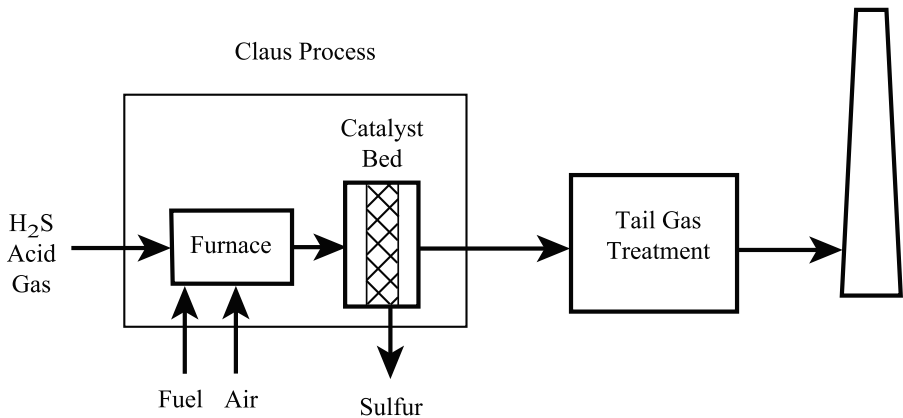 Claus Process
Catalyst
Bed
H₂S
Acid
Gas
Furnace
Tail Gas
Treatment
Fuel
Air
Sulfur